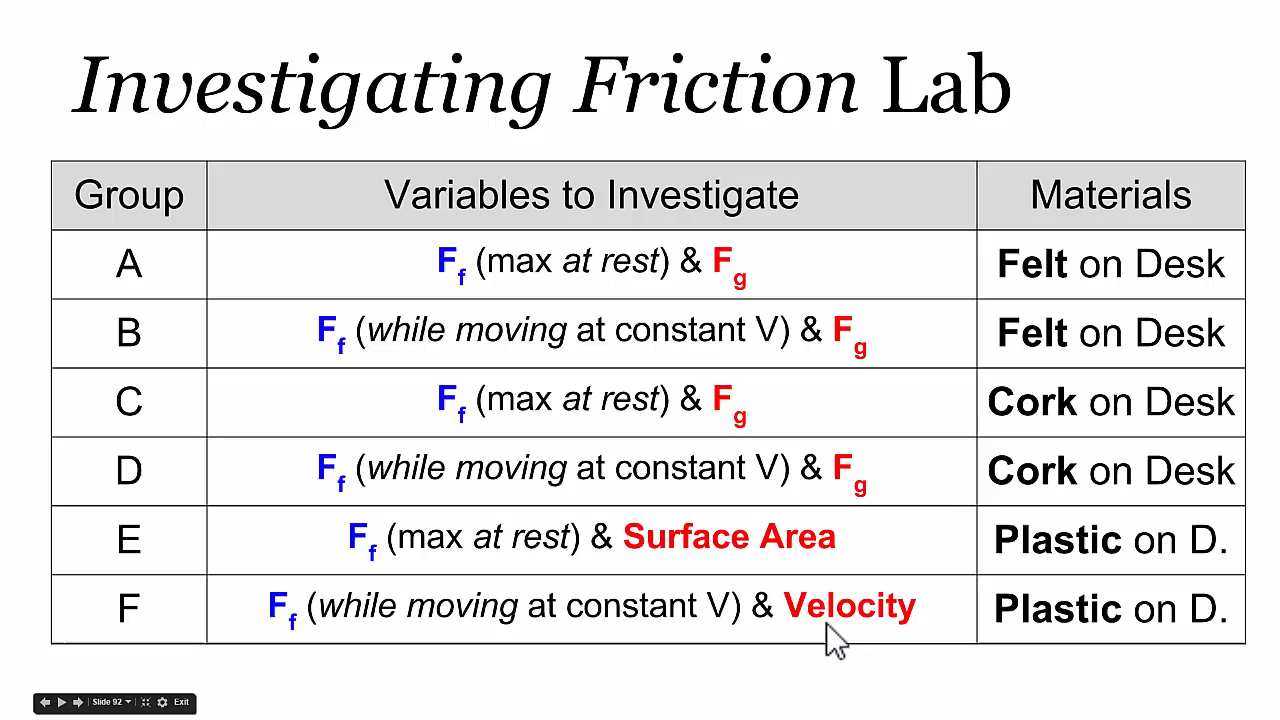 Investigating Friction Lab
Group Variables to Investigate Materials
A Ff (max at rest) & Fg Felt on Desk
B Ff (while moving at constant V) & Fg Felt on Desk
C Ff (max at rest) & Fg Cork on Desk
D Ff (while moving at constant V) & Fg Cork on Desk
E Ff (max at rest) & Surface Area Plastic on D.
F Ff (while moving at constant V) & Velocity Plastic on D.
Slide 92 Exit